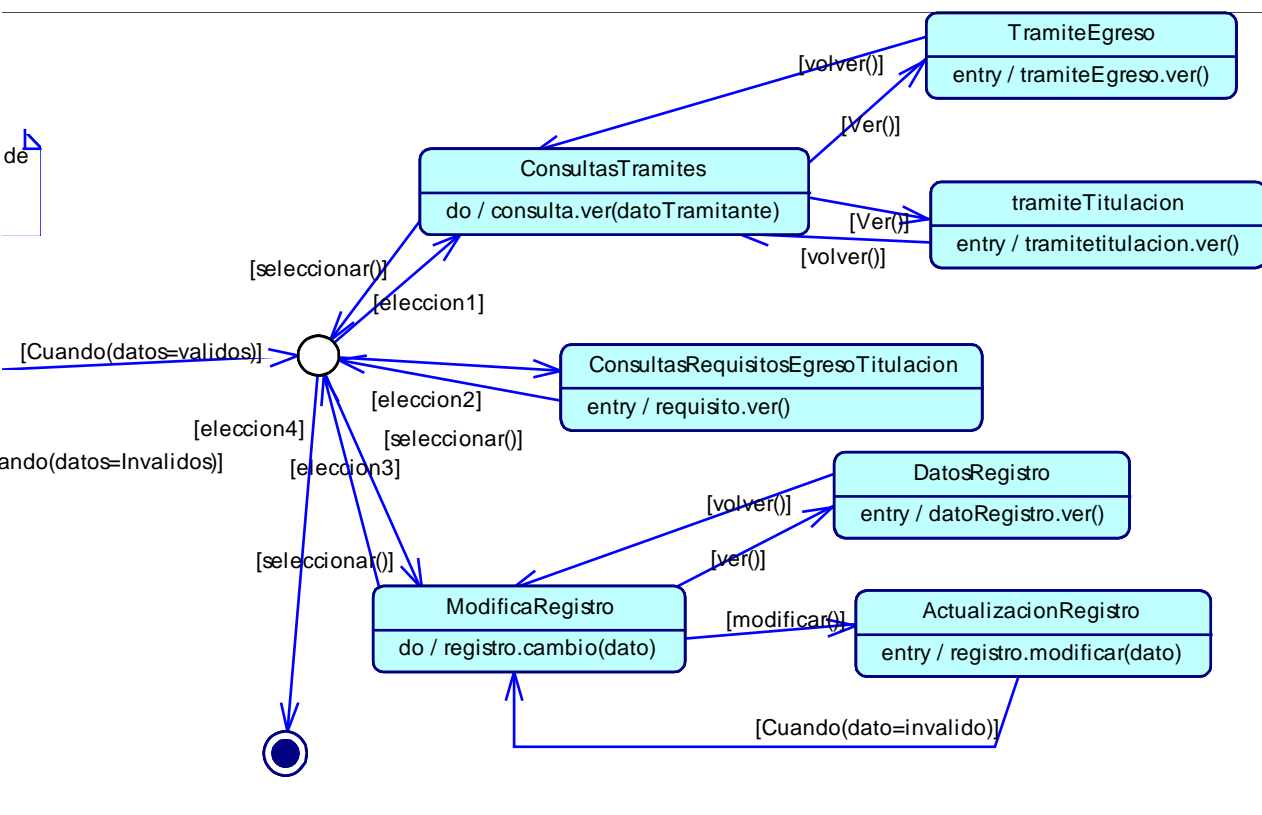 TramiteEgreso
entry / tramiteEgreso.ver()
[volver()]
[Ver()]
de
ConsultasTramites
do / consulta.ver(datoTramitante)
tramiteTitulacion
entry / tramitetitulacion.ver()
[Ver()]
[volver()]
[seleccionar()]
[eleccion1]
[Cuando(datos=validos)]
ConsultasRequisitosEgresoTitulacion
entry / requisito.ver()
[eleccion2]
[eleccion4]
[seleccionar()]
ando(datos=Invalidos)]
[eleccion3]
DatosRegistro
entry / datoRegistro.ver()
[volver()]
[ver()]
[seleccionar()]
ModificaRegistro
do / registro.cambio(dato)
[modificar()]
ActualizacionRegistro
entry / registro.modificar(dato)
[Cuando(dato=invalido)]